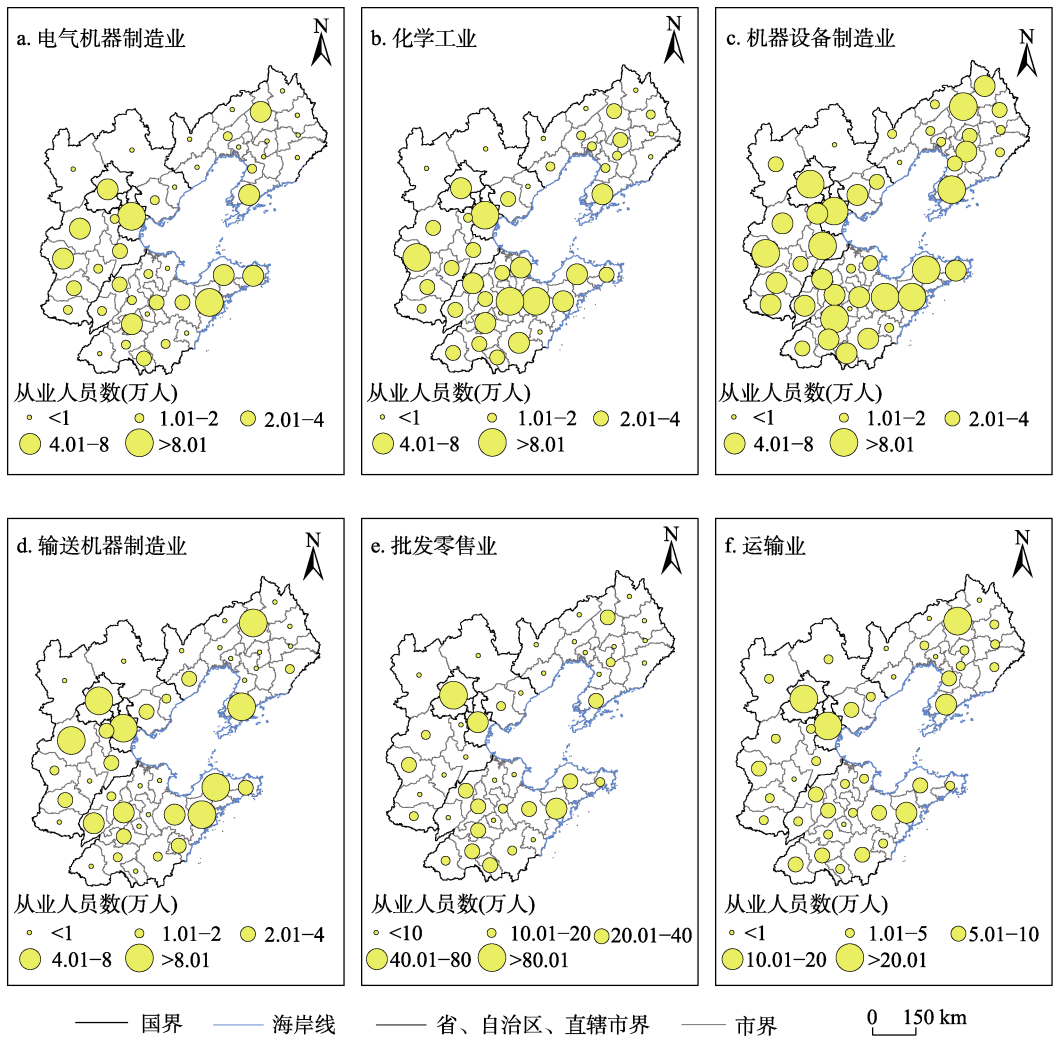 a. 电气机器制造业
N
从业人员数(万人)
<1 1.01−2 2.01−4
4.01−8 >8.01
b. 化学工业
N
从业人员数(万人)
<1 1.01−2 2.01−4
4.01−8 >8.01
c. 机器设备制造业
N
从业人员数(万人)
<1 1.01−2 2.01−4
4.01−8 >8.01
d. 输送机器制造业
N
从业人员数(万人)
<1 1.01−2 2.01−4
4.01−8 >8.01
e. 批发零售业
N
从业人员数(万人)
<10 10.01−20 20.01−40
40.01−80 >80.01
f. 运输业
N
从业人员数(万人)
<1 1.01−5 5.01−10
10.01−20 >20.01
国界 海岸线 省、自治区、直辖市界 市界 0 150 km